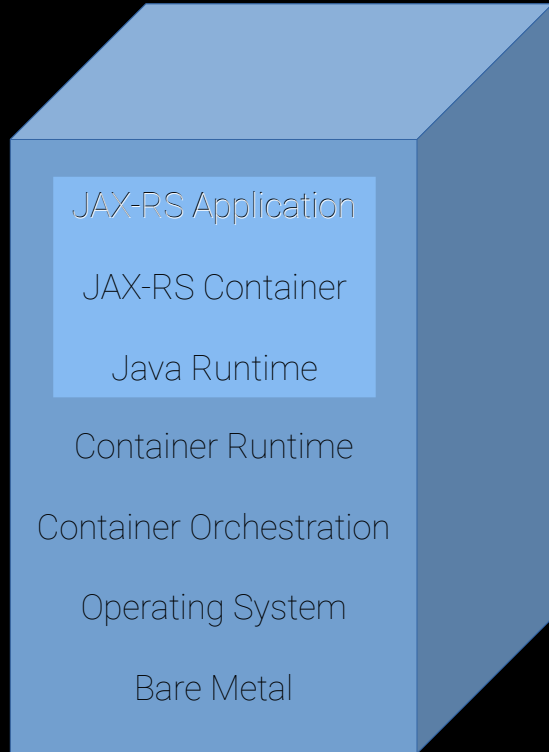 JAX-RS Application
JAX-RS Container
Java Runtime
Container Runtime
Container Orchestration
Operating System
Bare Metal